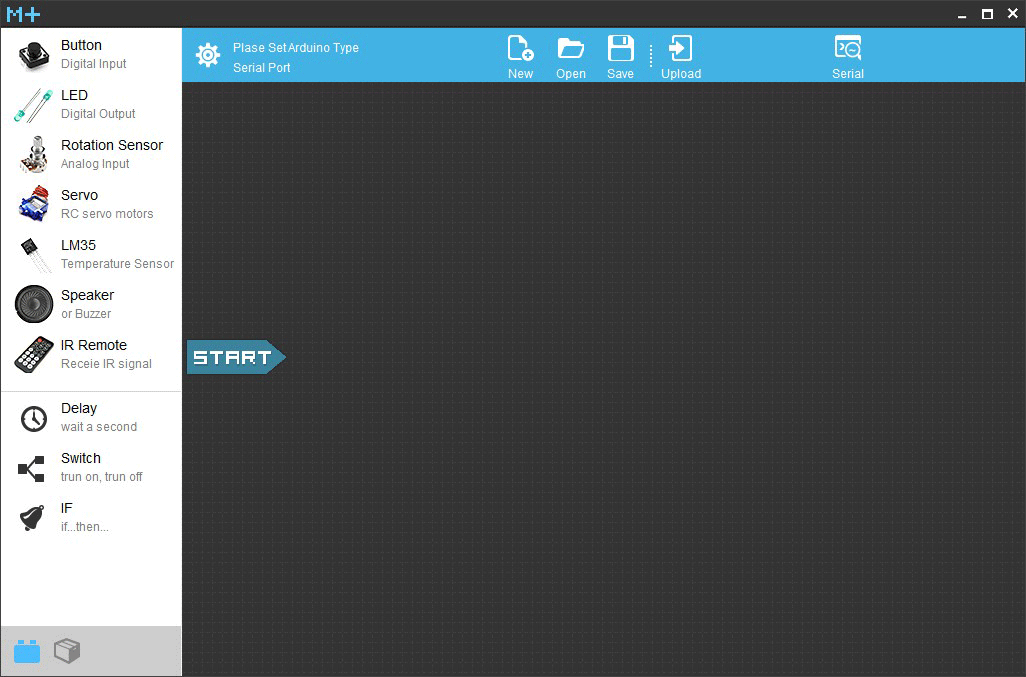 M+
Button
Digital Input
LED
Digital Output
Rotation Sensor
Analog Input
Servo
RC servo motors
LM35
Temperature Sensor
Speaker
or Buzzer
IR Remote
Receie IR signal
Delay
wait a second
Switch
trun on, trun off
IF
if...then...
Plase SetArduino Type
Serial Port
New
Open
Save
Upload
Serial
START